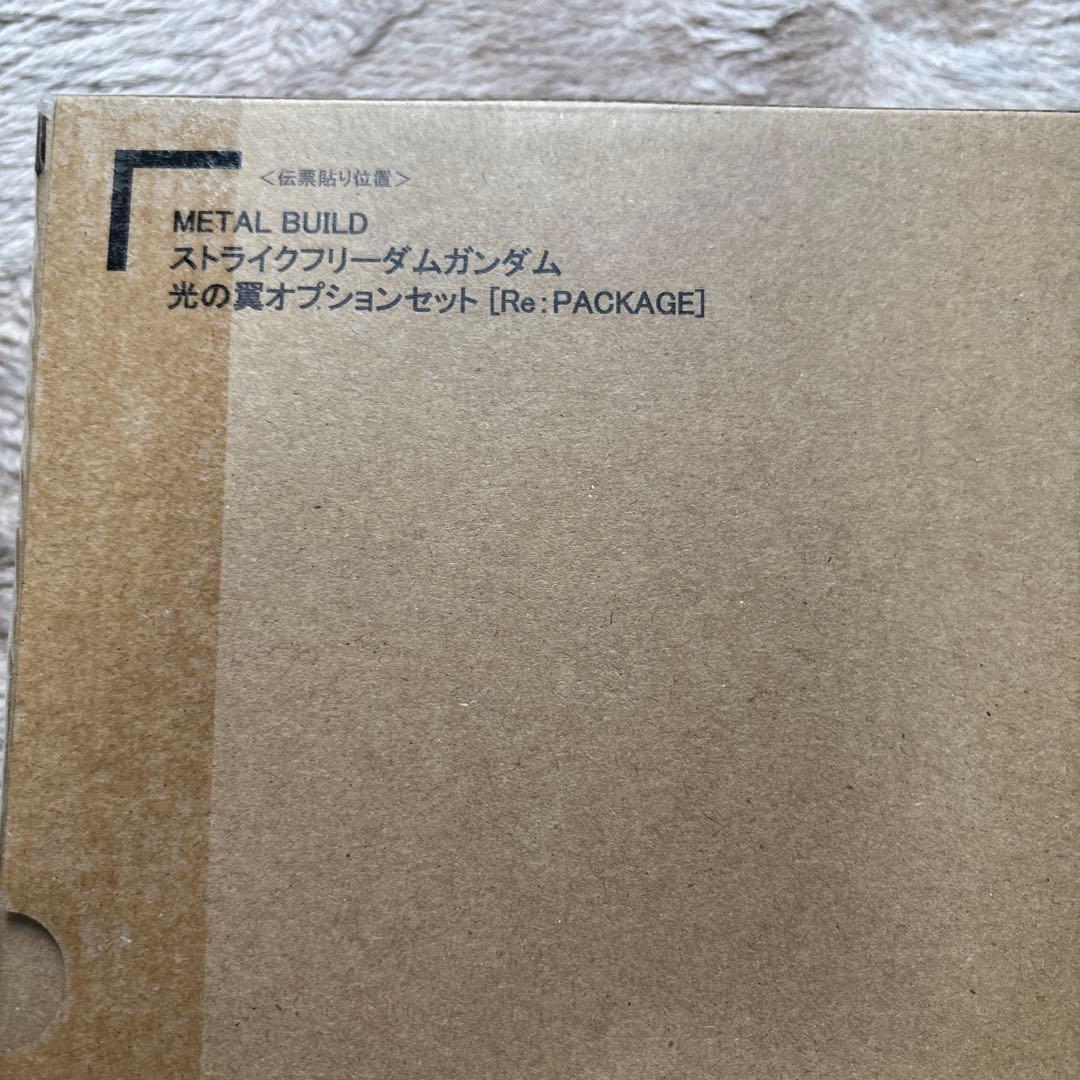 ＜伝票貼り位置＞
METAL BUILD
ストライクフリーダムガンダム
光の翼オプションセット [Re:PACKAGE]